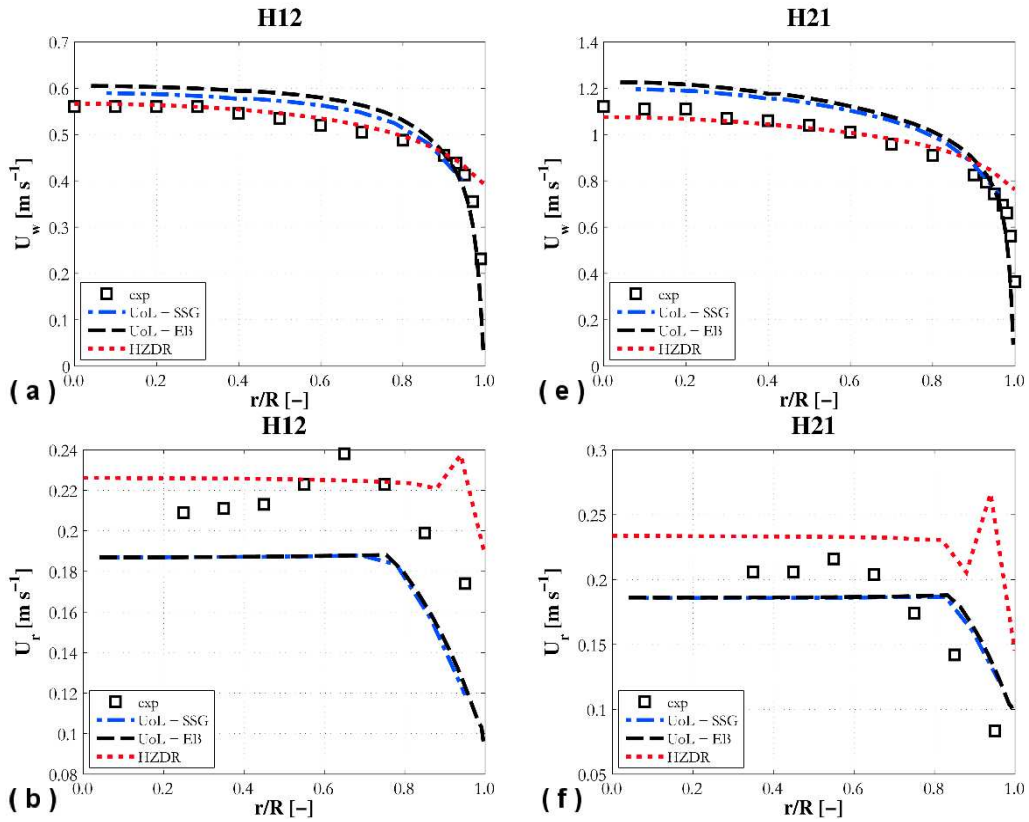 H12
U_w [m s⁻¹]
0.7
0.6
0.5
0.4
0.3
0.2
0.1
0
exp
UoL−SSG
UoL−EB
HZDR
0.0 0.2 0.4 0.6 0.8 1.0
r/R [−]
( a )
H21
U_w [m s⁻¹]
1.4
1.2
1
0.8
0.6
0.4
0.2
0
exp
UoL−SSG
UoL−EB
HZDR
0.0 0.2 0.4 0.6 0.8 1.0
r/R [−]
( e )
H12
U_r [m s⁻¹]
0.24
0.22
0.2
0.18
0.16
0.14
0.12
0.1
0.08
exp
UoL−SSG
UoL−EB
HZDR
0.0 0.2 0.4 0.6 0.8 1.0
r/R [−]
( b )
H21
U_r [m s⁻¹]
0.3
0.25
0.2
0.15
0.1
0.05
exp
UoL−SSG
UoL−EB
HZDR
0.0 0.2 0.4 0.6 0.8 1.0
r/R [−]
( f )